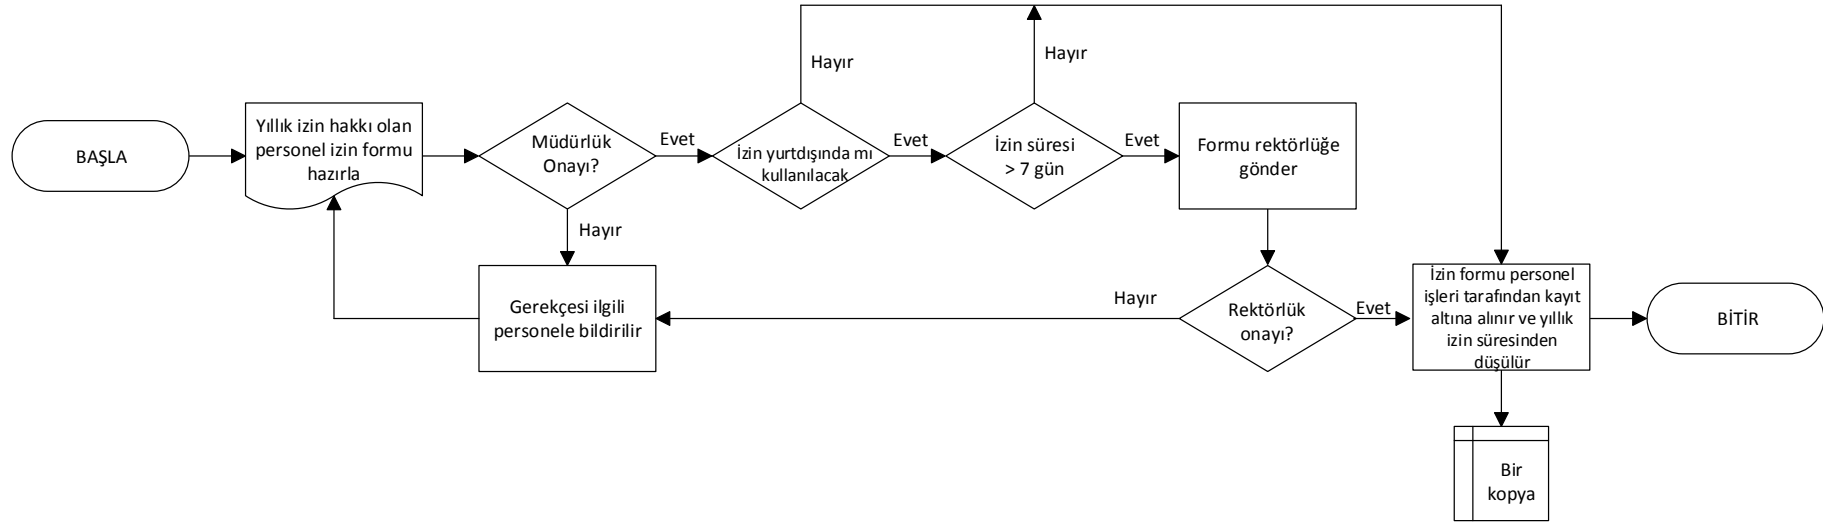 BAŞLA
Yıllık izin hakkı olan
personel izin formu
hazırla
Müdürlük
Onayı?
Evet
Hayır
İzin yurtdışında mı
kullanılacak
Hayır
Evet
İzin süresi
> 7 gün
Hayır
Evet
Formu rektörlüğe
gönder
Gerekçesi ilgili
personele bildirilir
Hayır
Rektörlük
onayı?
Evet
İzin formu personel
işleri tarafından kayıt
altına alınır ve yıllık
izin süresinden
düşülür
BİTİR
Bir
kopya